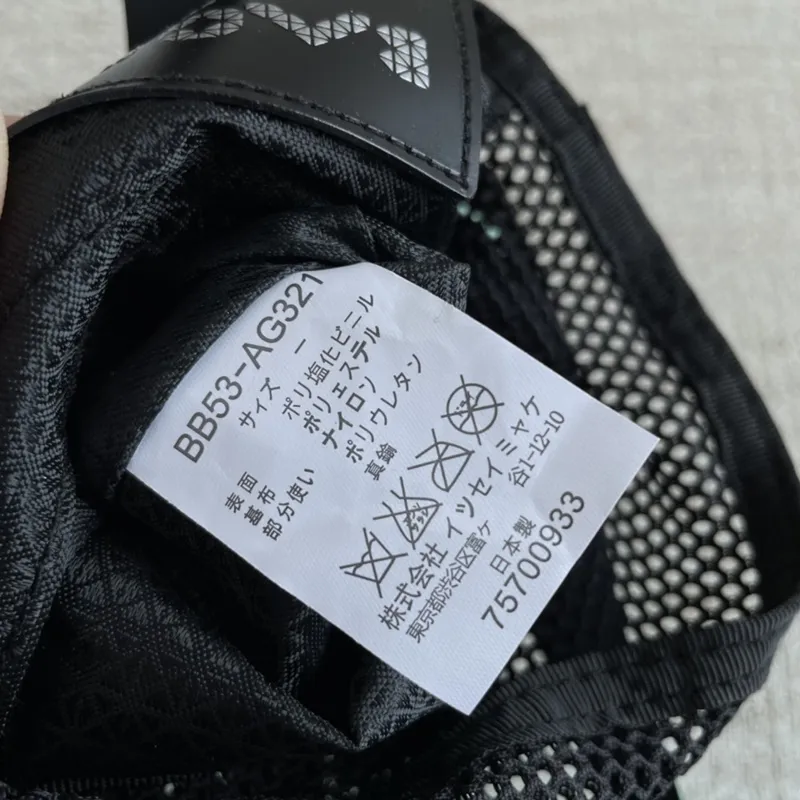 BB53-AG321
サイズ ー
表面 ポリ塩化ビニル
基布 ポリエステル
ナイロン
部分使い ポリウレタン
真鍮
株式会社 イッセイミヤケ
東京都渋谷区富ヶ谷1-12-10
日本製
75700933